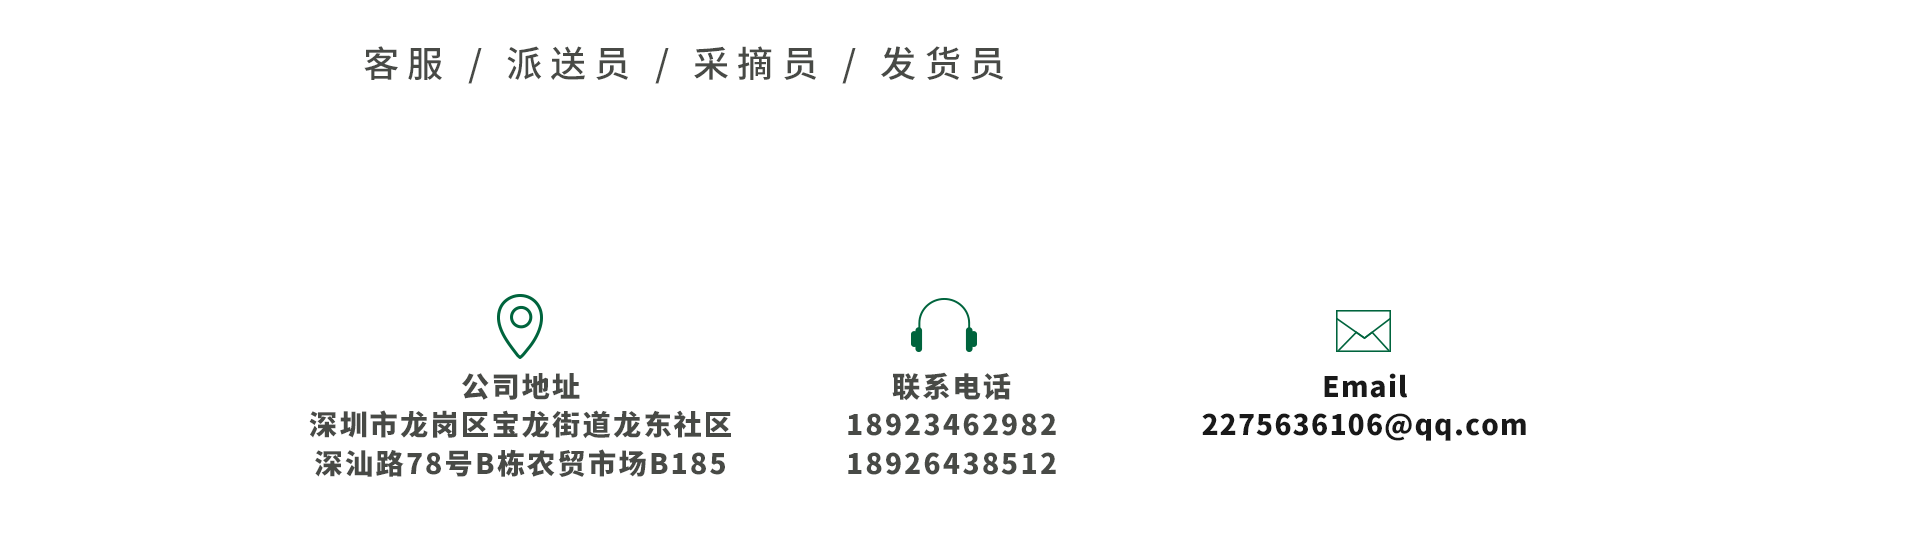 客服 / 派送员 / 采摘员 / 发货员
公司地址
深圳市龙岗区宝龙街道龙东社区
深汕路78号B栋农贸市场B185
联系电话
18923462982
18926438512
Email
2275636106@qq.com